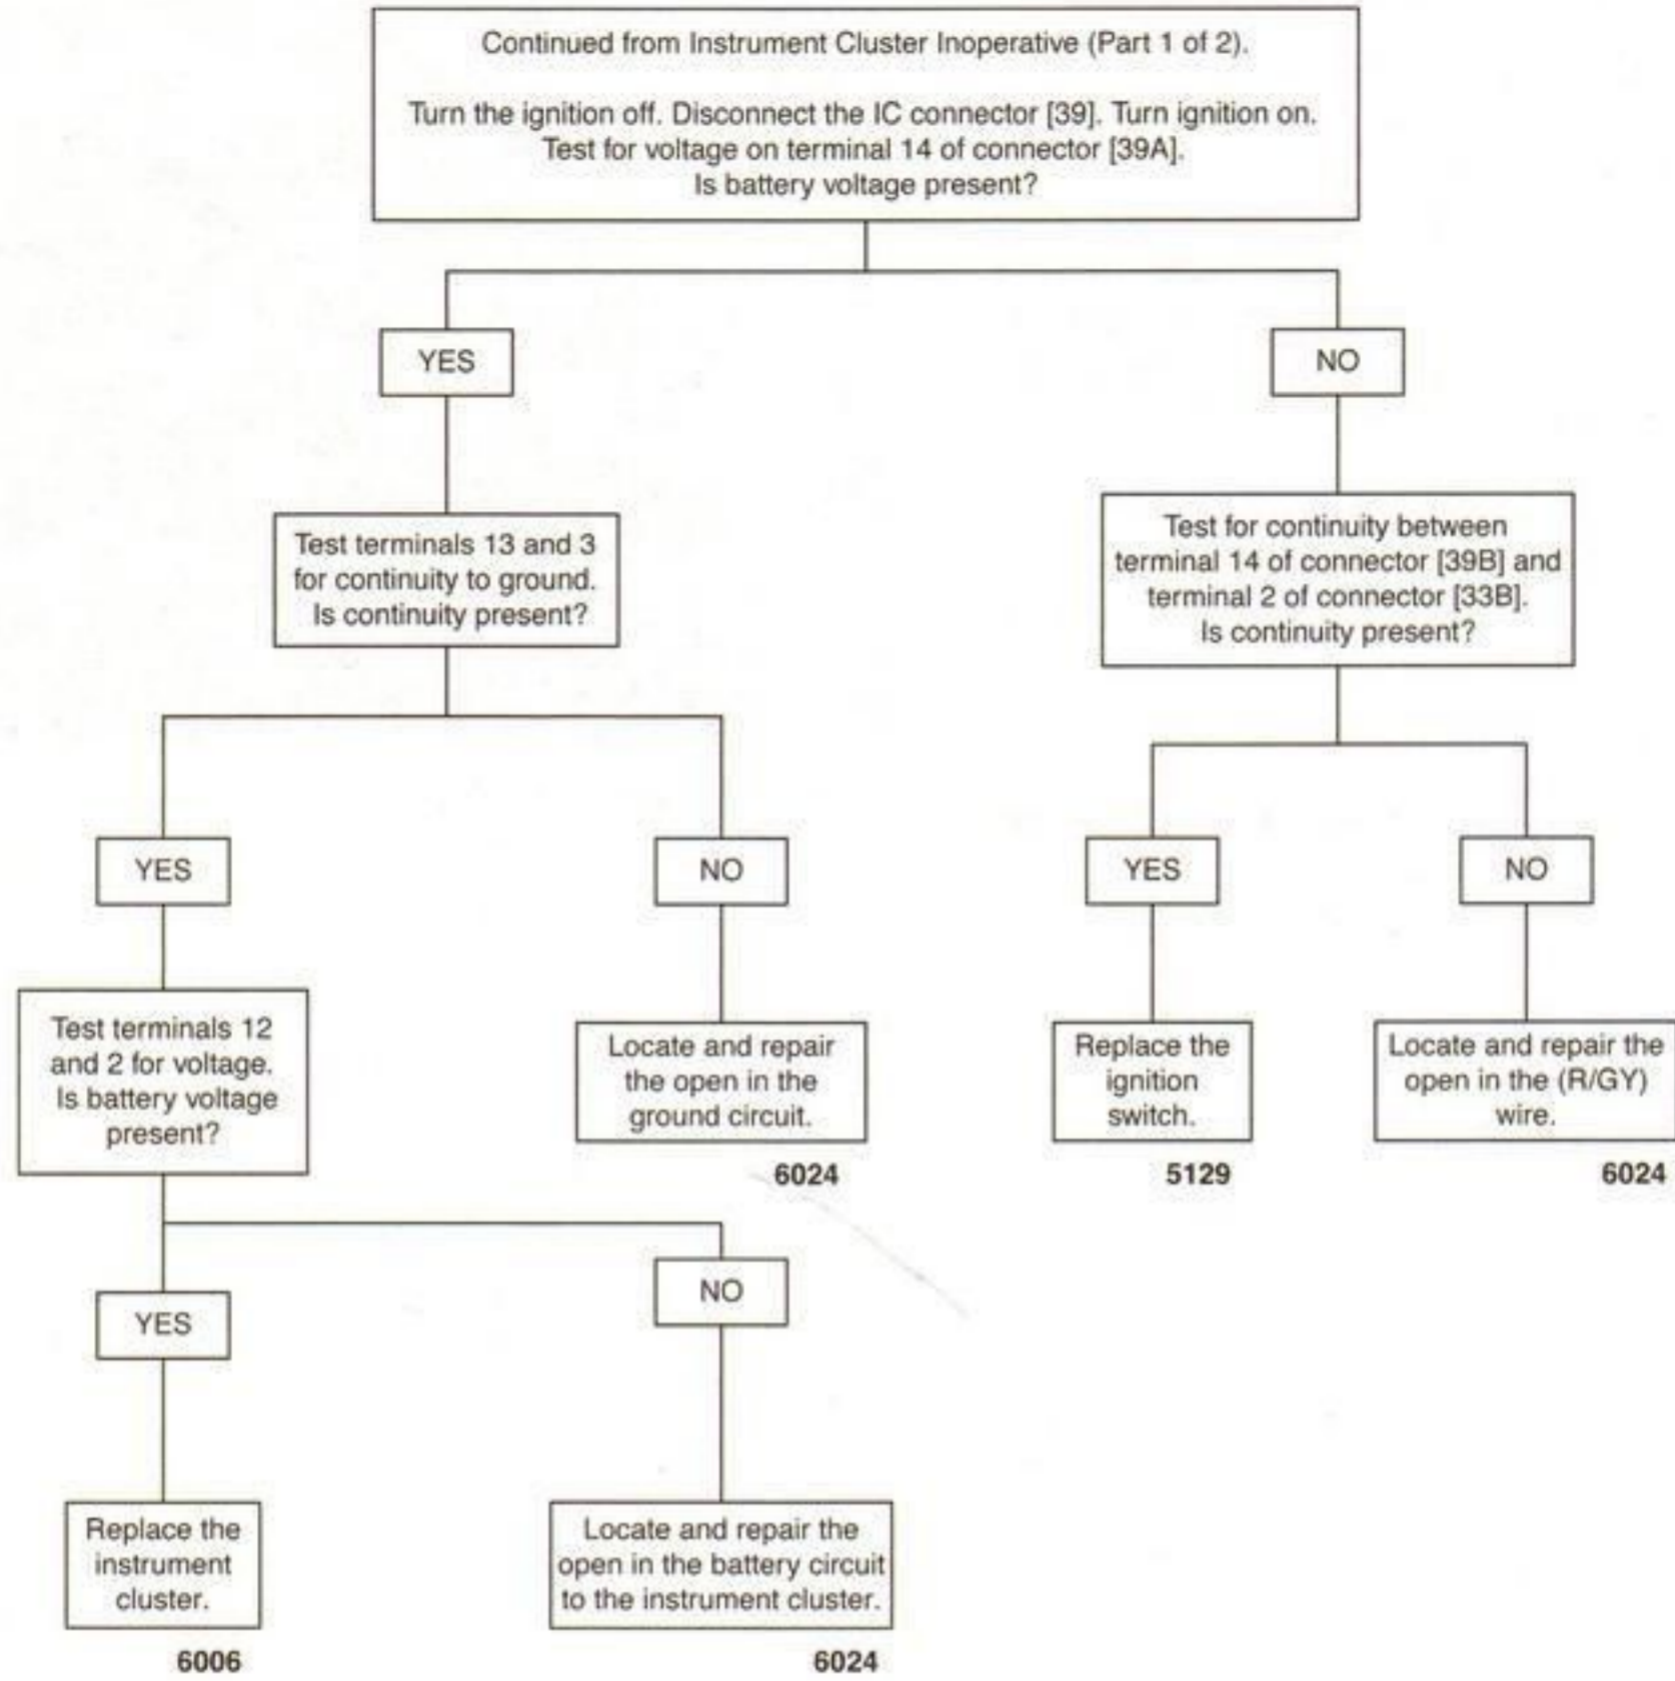 Continued from Instrument Cluster Inoperative (Part 1 of 2).
Turn the ignition off. Disconnect the IC connector [39]. Turn ignition on.
Test for voltage on terminal 14 of connector [39A].
Is battery voltage present?
YES
NO
Test terminals 13 and 3
for continuity to ground.
Is continuity present?
Test for continuity between
terminal 14 of connector [39B] and
terminal 2 of connector [33B].
Is continuity present?
YES
NO
YES
NO
Test terminals 12
and 2 for voltage.
Is battery voltage
present?
Locate and repair
the open in the
ground circuit.
6024
Replace the
ignition
switch.
5129
Locate and repair the
open in the (R/GY)
wire.
6024
YES
NO
Replace the
instrument
cluster.
6006
Locate and repair the
open in the battery circuit
to the instrument cluster.
6024